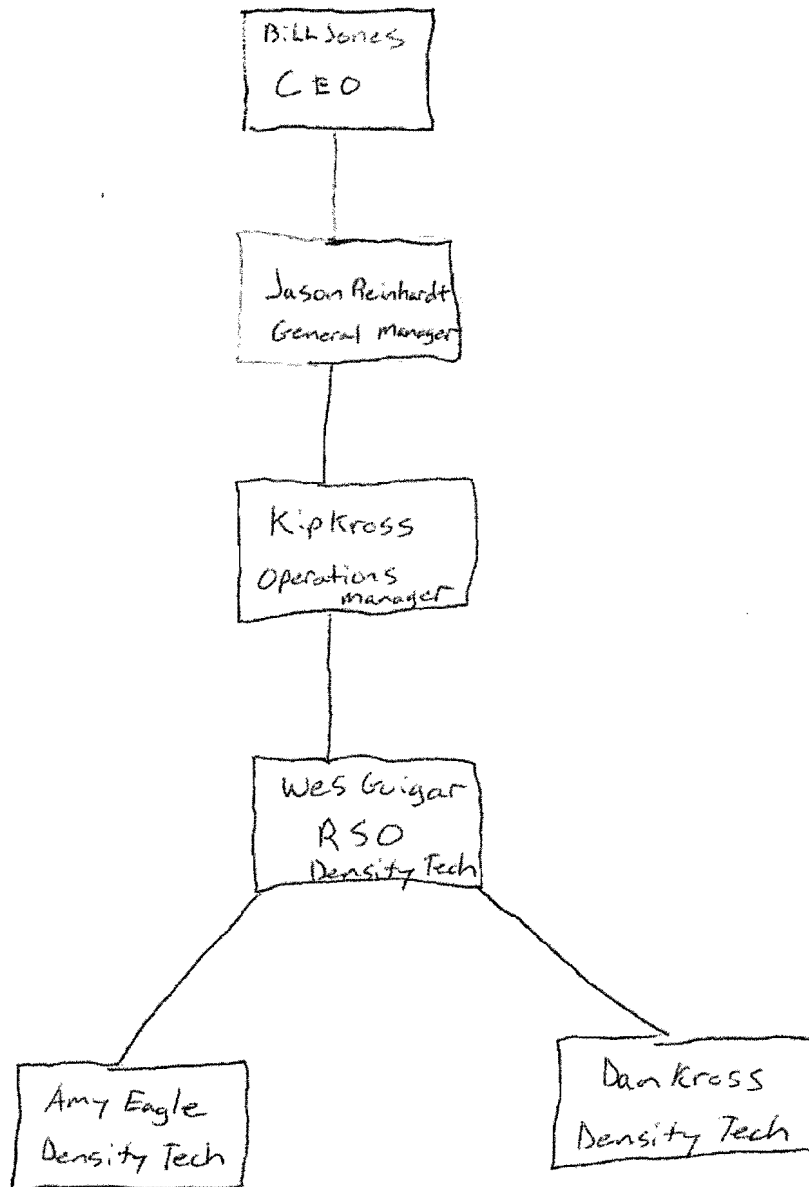 Bill Jones
CEO
Jason Reinhardt
General Manager
Kip Kross
Operations
manager
Wes Guigar
RSO
Density Tech
Amy Eagle
Density Tech
Dan Kross
Density Tech